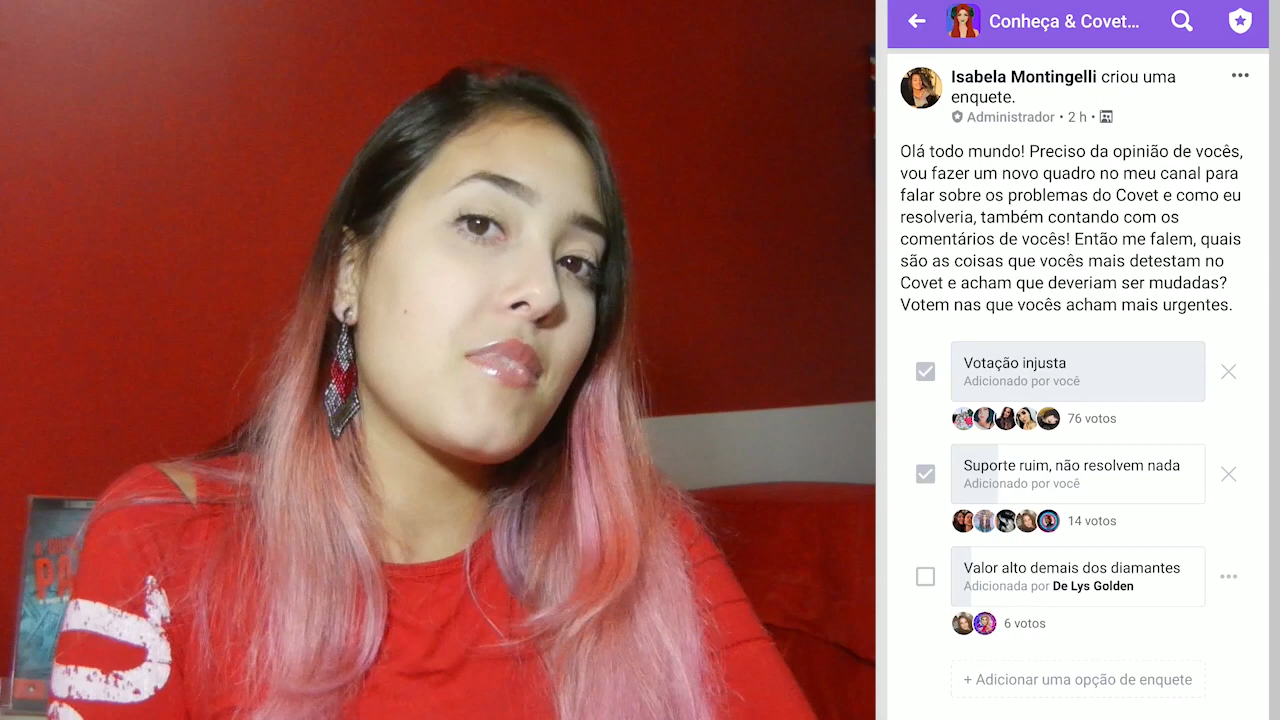 Conheça & Covet...
Isabela Montingelli criou uma
enquete.
Administrador • 2 h •
Olá todo mundo! Preciso da opinião de vocês,
vou fazer um novo quadro no meu canal para
falar sobre os problemas do Covet e como eu
resolveria, também contando com os
comentários de vocês! Então me falem, quais
são as coisas que vocês mais detestam no
Covet e acham que deveriam ser mudadas?
Votem nas que vocês acham mais urgentes.
Votação injusta
Adicionado por você
76 votos
Suporte ruim, não resolvem nada
Adicionado por você
14 votos
Valor alto demais dos diamantes
Adicionada por De Lys Golden
6 votos
+ Adicionar uma opção de enquete